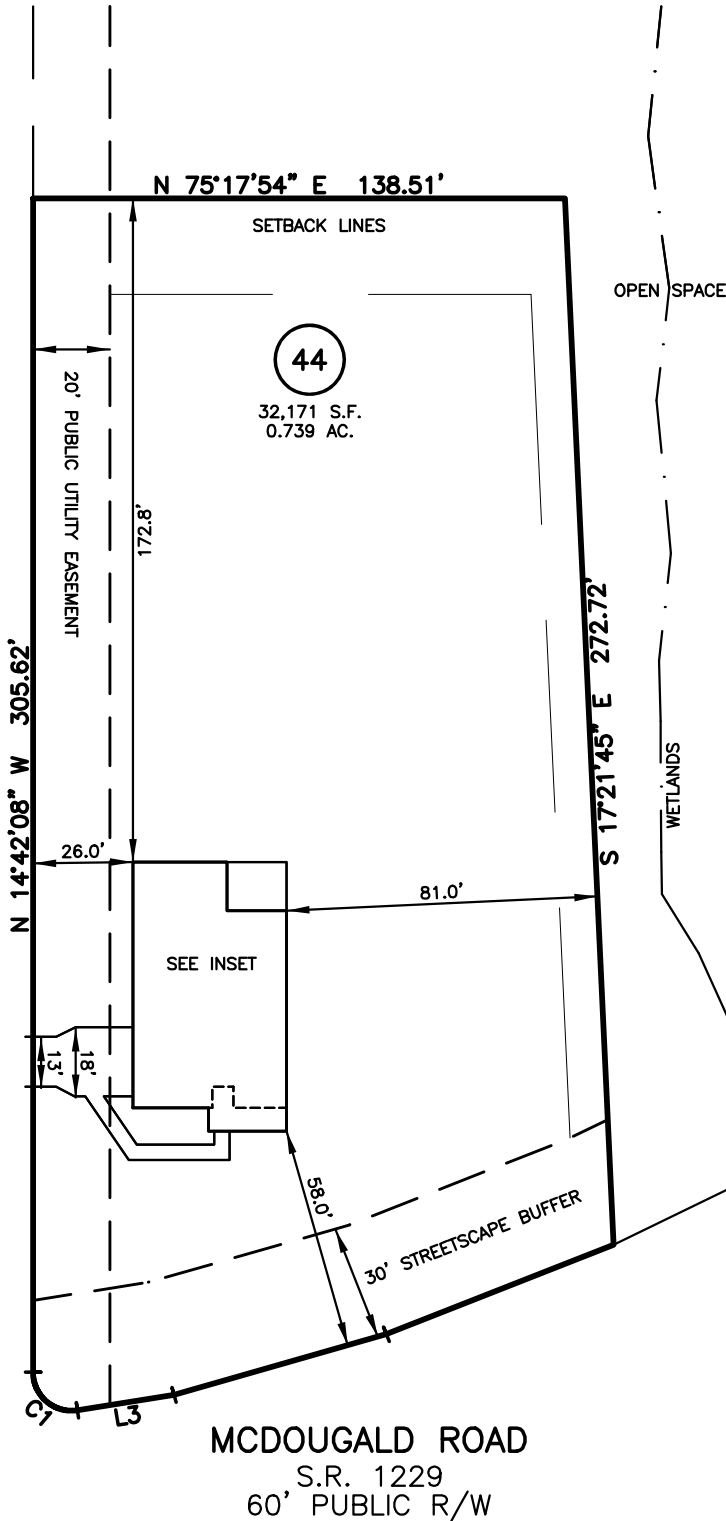 N 75°17'54" E 138.51'
SETBACK LINES
OPEN SPACE
44
32,171 S.F.
0.739 AC.
20' PUBLIC UTILITY EASEMENT
172.8'
N 14°42'08" W 305.62'
S 17°21'45" E 272.72'
WETLANDS
26.0'
81.0'
SEE INSET
13'
18'
58.0'
30' STREETSCAPE BUFFER
C1
L3
MCDOUGALD ROAD
S.R. 1229
60' PUBLIC R/W